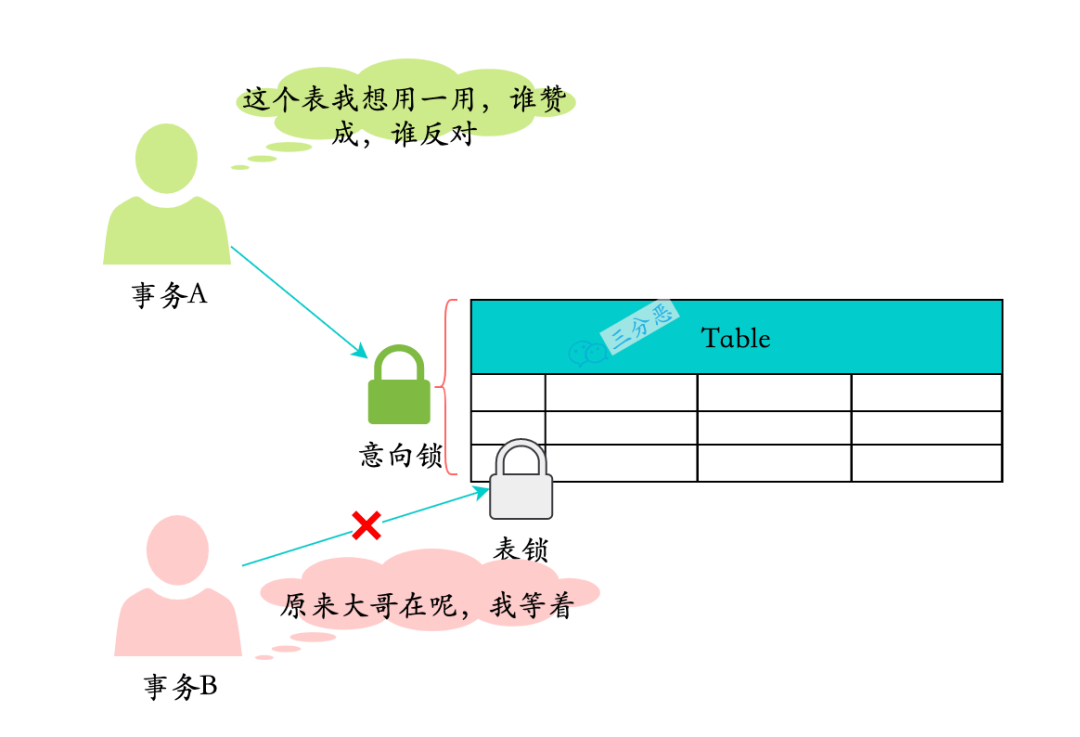 这个表我想用一用，谁赞
成，谁反对
事务A
三分恶
Table
意向锁
表锁
原来大哥在呢，我等着
事务B